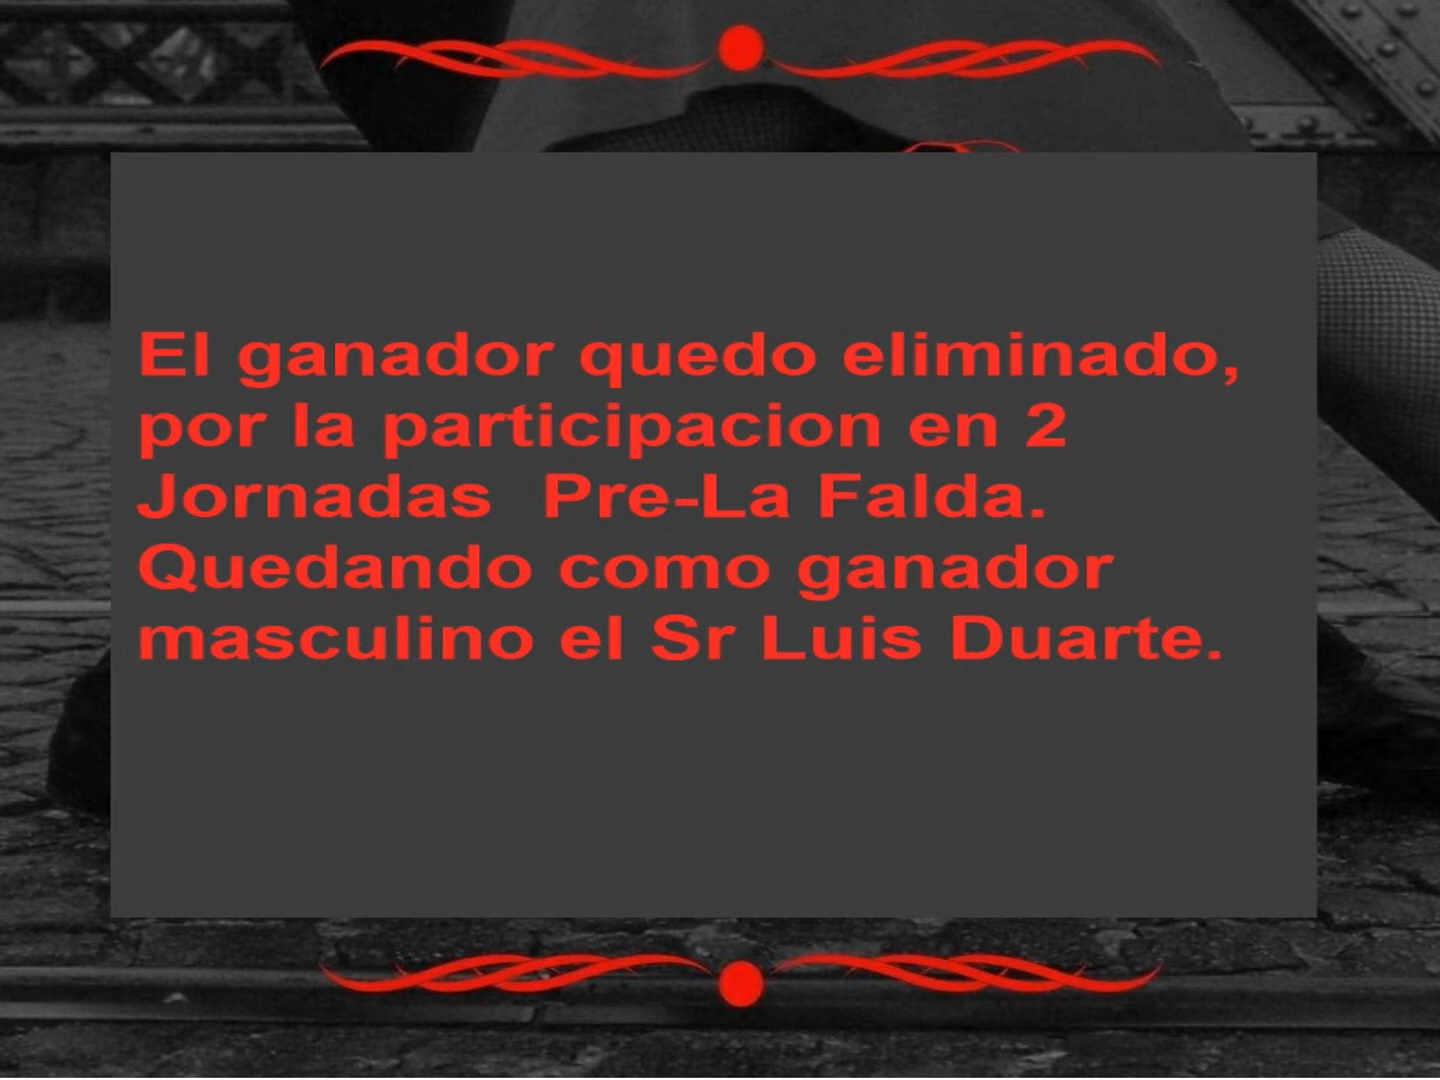 El ganador quedo eliminado,
por la participacion en 2
Jornadas  Pre-La Falda.
Quedando como ganador
masculino el Sr Luis Duarte.